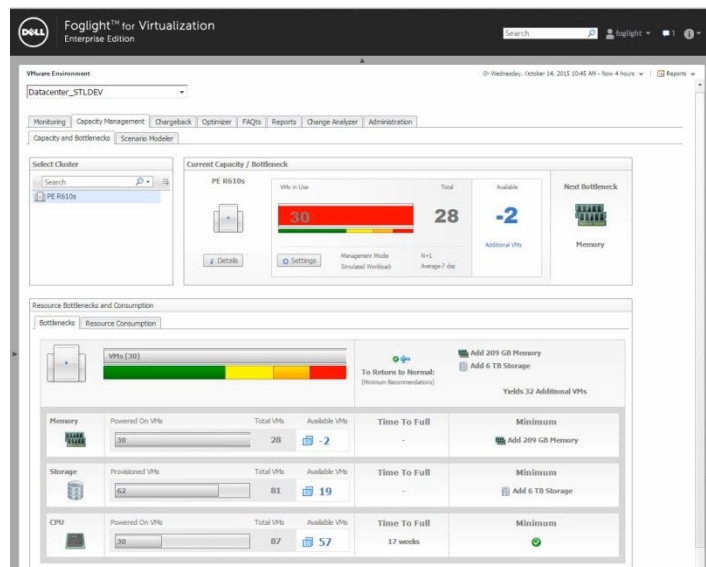 DELL
Foglight™ for Virtualization
Enterprise Edition
Search
foglight
1
VMware Environment
Wednesday, October 14, 2015 10:45 AM - Now 4 hours
Reports
Datacenter_STLDEV
Monitoring Capacity Management Chargeback Optimizer FAQts Reports Change Analyzer Administration
Capacity and Bottlenecks Scenario Modeler
Select Cluster
Search
PE R610s
Current Capacity / Bottleneck
PE R610s
Details
VMs in Use Total Available
30 28 -2
Additional VMs
Settings
Management Mode: N+1
Simulated Workload: Average-7 day
Next Bottleneck
Memory
Resource Bottlenecks and Consumption
Bottlenecks Resource Consumption
VMs (30)
To Return to Normal:
(Minimum Recommendations)
Add 209 GB Memory
Add 6 TB Storage
Yields 32 Additional VMs
Memory Powered On VMs Total VMs Available VMs Time To Full Minimum
30 28 -2 - Add 209 GB Memory
Storage Provisioned VMs Total VMs Available VMs Time To Full Minimum
62 81 19 - Add 6 TB Storage
CPU Powered On VMs Total VMs Available VMs Time To Full Minimum
30 87 57 17 weeks